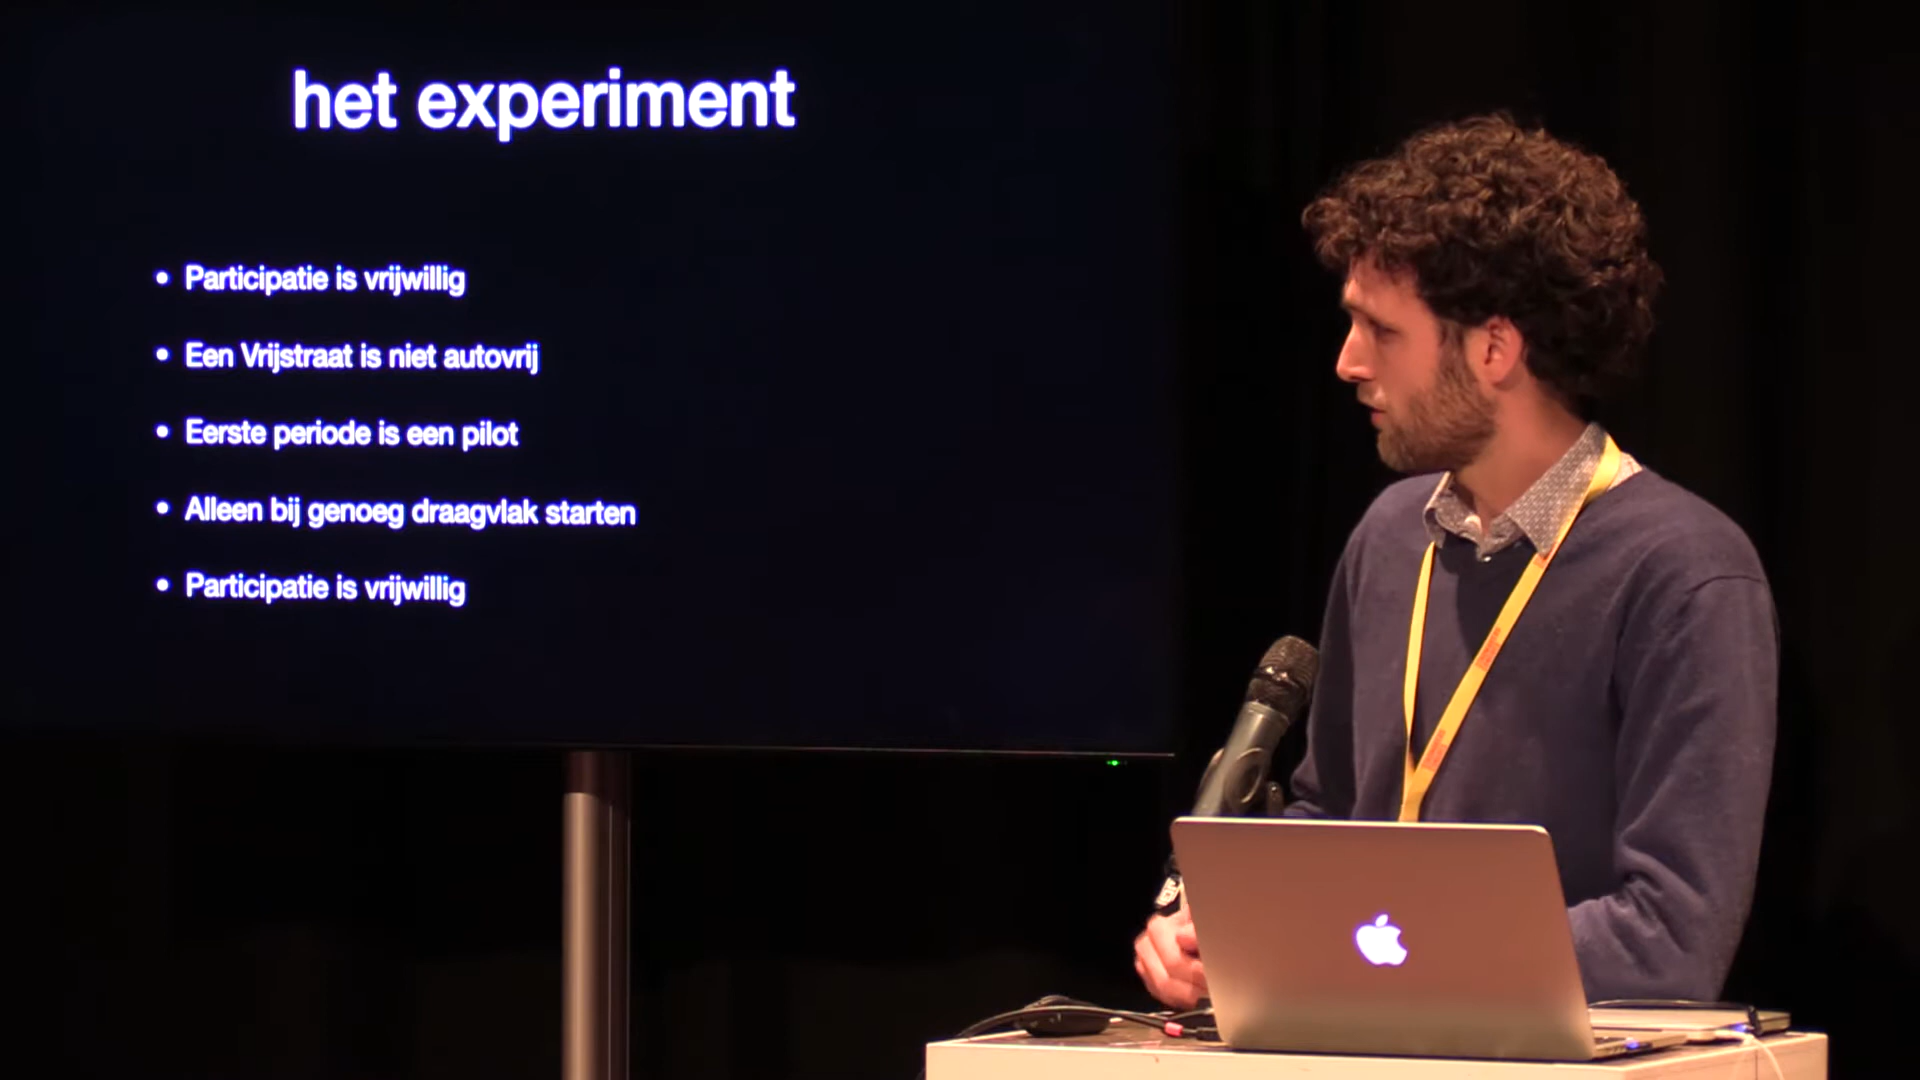 het experiment
• Participatie is vrijwillig
• Een Vrijstraat is niet autovrij
• Eerste periode is een pilot
• Alleen bij genoeg draagvlak starten
• Participatie is vrijwillig